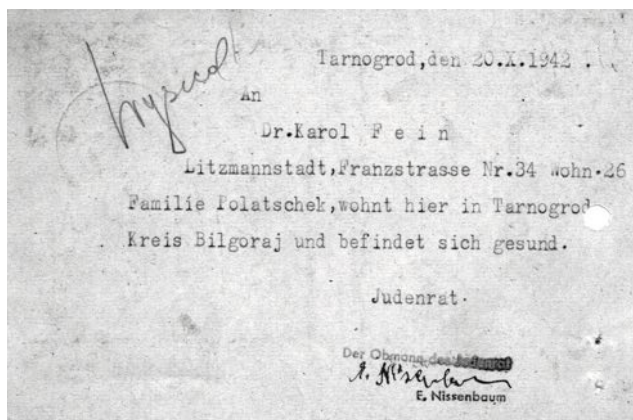 Tarnogrod,den 20.X.1942 .
An
Dr.Karol F e i n
Litzmannstadt,Franzstrasse Nr.34 Wohn.26
Familie Polatschek,wohnt hier in Tarnogrod
Kreis Bilgoraj und befindet sich gesund.
Judenrat.
Der Obmann des Judenrat
E. Nissenbaum